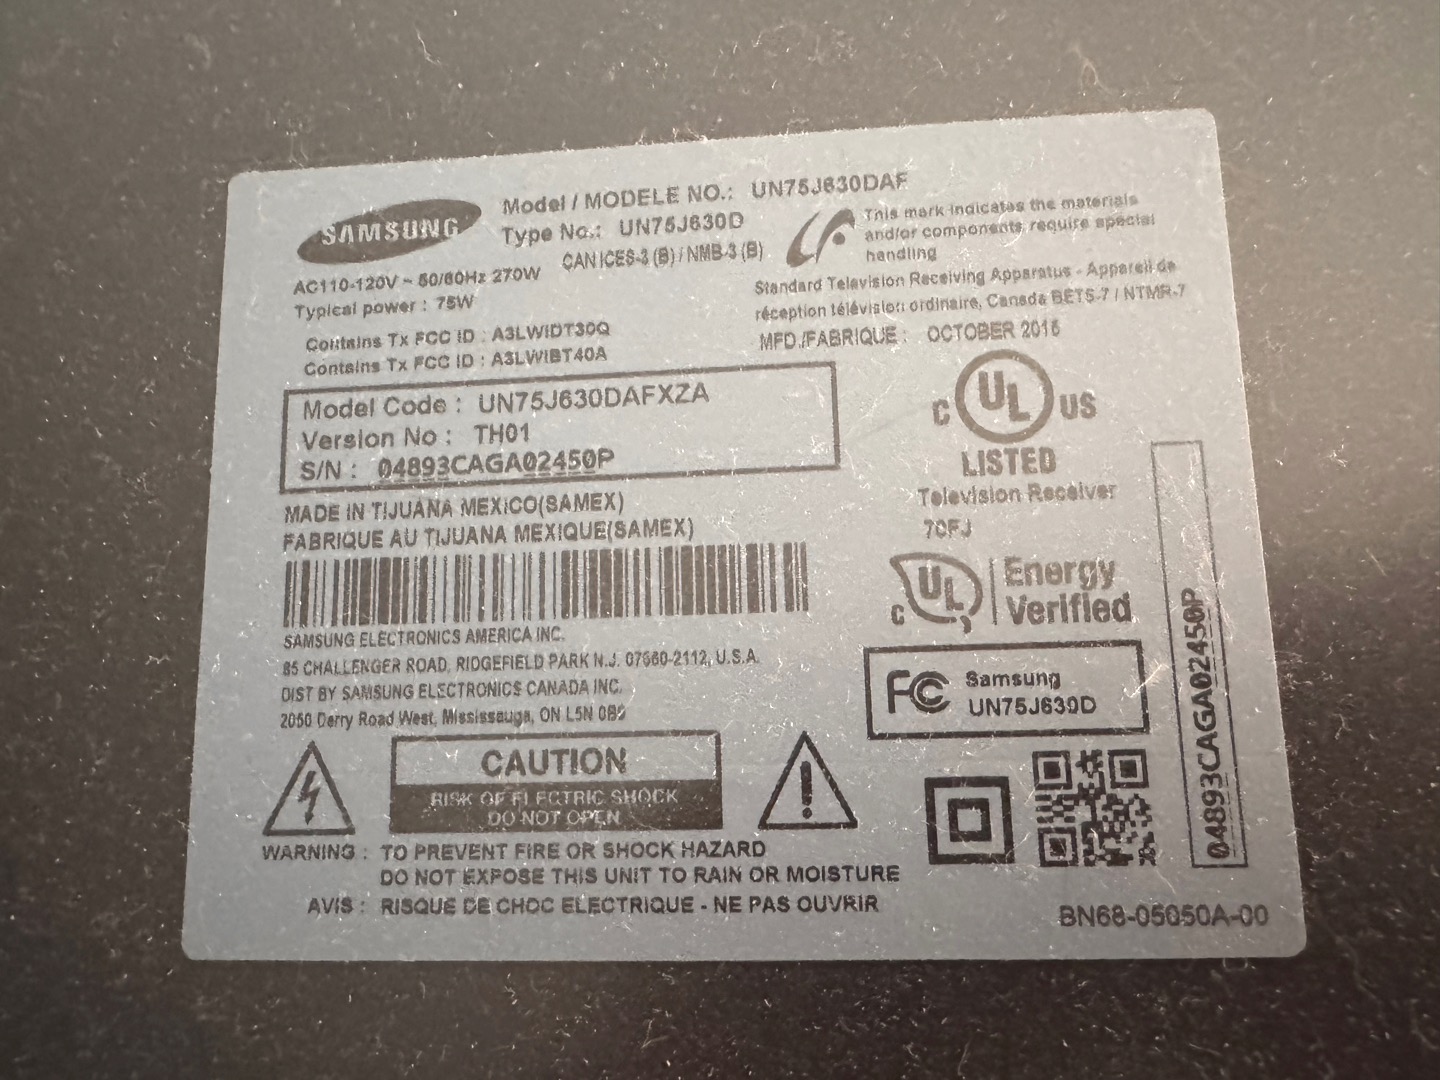 SAMSUNG
Model / MODELE NO.: UN75J630DAF
Type No.: UN75J630D
CAN ICES-3 (B) / NMB-3 (B)
This mark indicates the materials
and/or components require special
handling
AC110-120V ~ 50/60Hz 270W
Typical power : 75W
Standard Television Receiving Apparatus - Appareil de
réception télévision ordinaire, Canada BETS-7 / NTMR-7
Contains Tx FCC ID : A3LWIDT30Q
Contains Tx FCC ID : A3LWIBT40A
MFD./FABRIQUE : OCTOBER 2015
Model Code : UN75J630DAFXZA
Version No : TH01
S/N : 04893CAGA02450P
C UL US
LISTED
Television Receiver
7CFJ
MADE IN TIJUANA MEXICO(SAMEX)
FABRIQUE AU TIJUANA MEXIQUE(SAMEX)
C UL
Energy
Verified
SAMSUNG ELECTRONICS AMERICA INC.
85 CHALLENGER ROAD, RIDGEFIELD PARK N.J. 07660-2112, U.S.A.
DIST BY SAMSUNG ELECTRONICS CANADA INC.
2050 Derry Road West, Mississauga, ON L5N 0B9
FC Samsung
UN75J630D
04893CAGA02450P
CAUTION
RISK OF ELECTRIC SHOCK
DO NOT OPEN
WARNING : TO PREVENT FIRE OR SHOCK HAZARD
DO NOT EXPOSE THIS UNIT TO RAIN OR MOISTURE
AVIS : RISQUE DE CHOC ELECTRIQUE - NE PAS OUVRIR
BN68-05050A-00